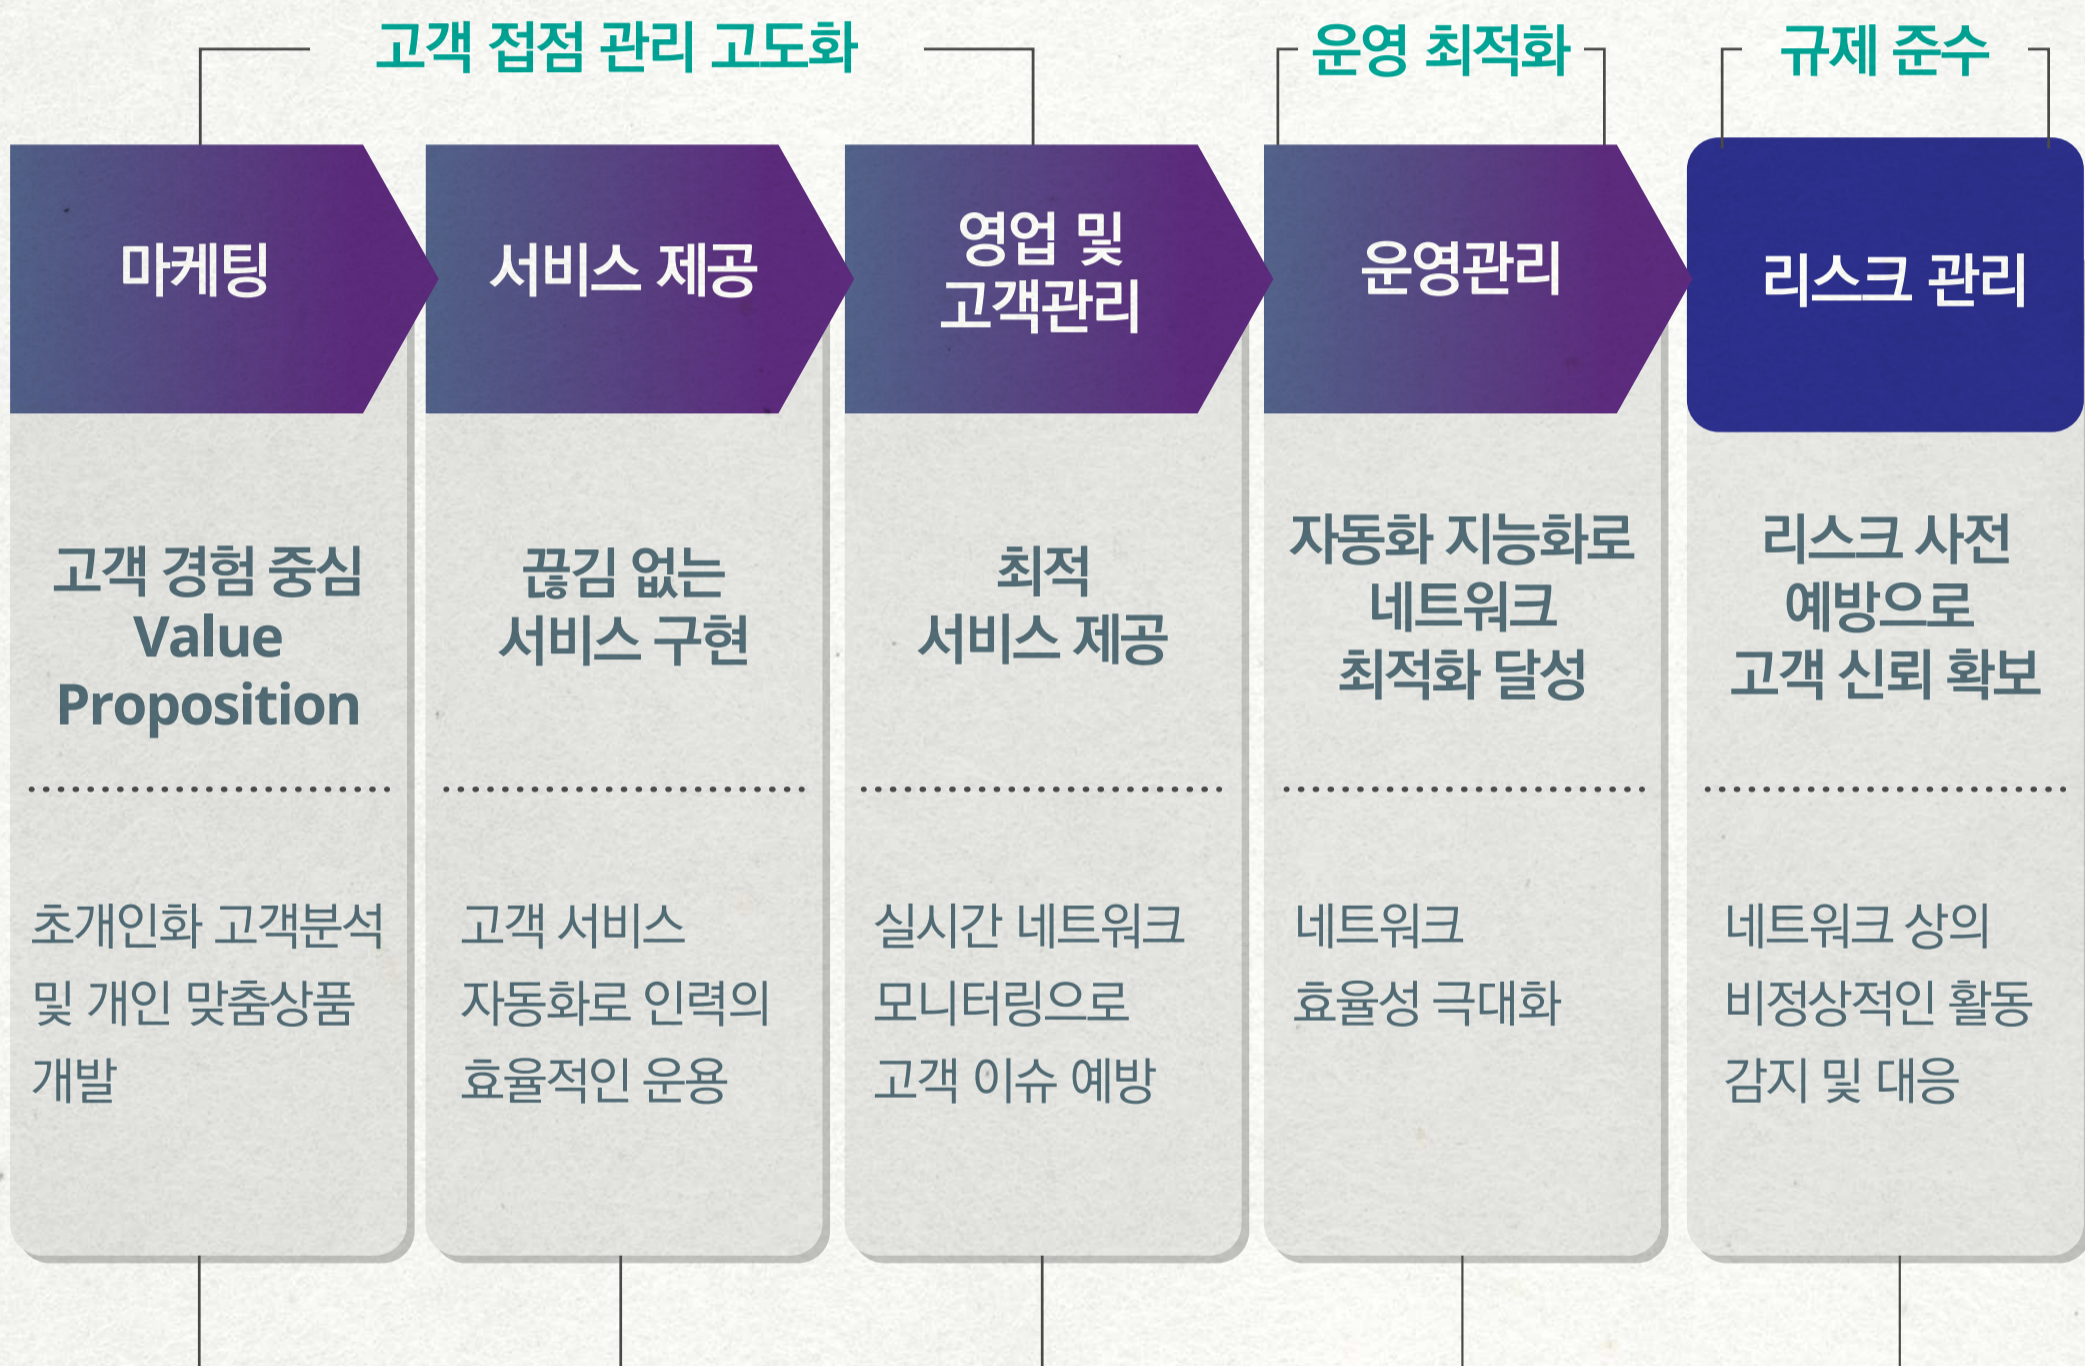 고객 접점 관리 고도화
운영 최적화
규제 준수
마케팅
서비스 제공
영업 및
고객관리
운영관리
리스크 관리
고객 경험 중심
Value
Proposition
끊김 없는
서비스 구현
최적
서비스 제공
자동화 지능화로
네트워크
최적화 달성
리스크 사전
예방으로
고객 신뢰 확보
초개인화 고객분석
및 개인 맞춤상품
개발
고객 서비스
자동화로 인력의
효율적인 운용
실시간 네트워크
모니터링으로
고객 이슈 예방
네트워크
효율성 극대화
네트워크 상의
비정상적인 활동
감지 및 대응